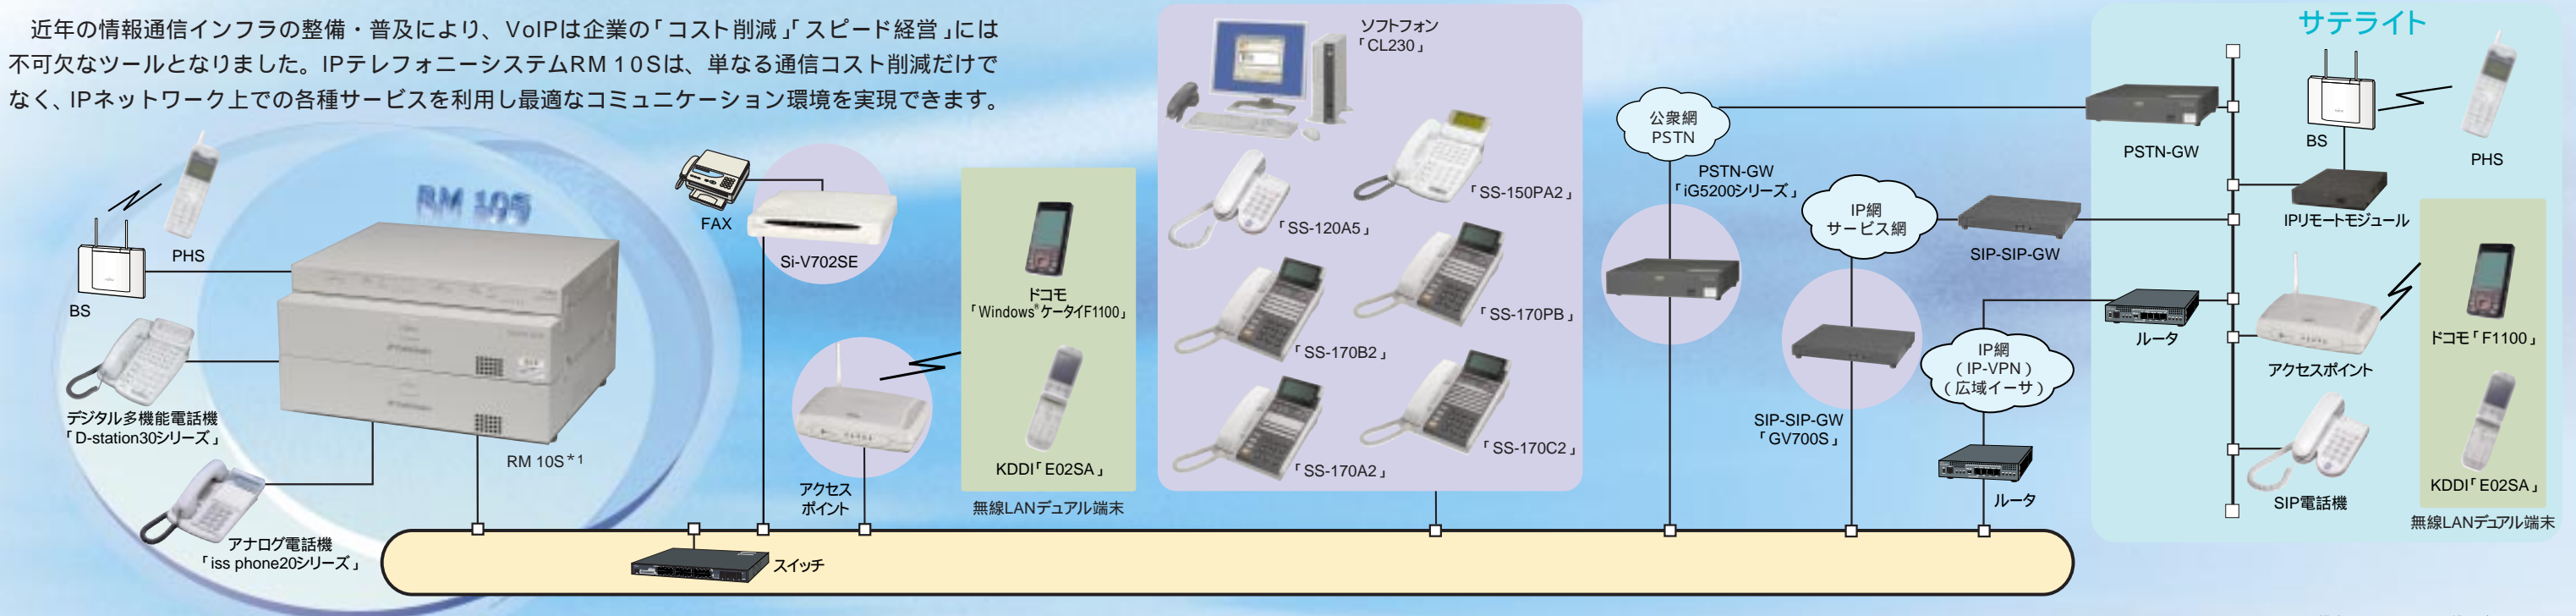 近年の情報通信インフラの整備・普及により、VoIPは企業の「コスト削減」「スピード経営」には
不可欠なツールとなりました。IPテレフォニーシステムRM10Sは、単なる通信コスト削減だけで
なく、IPネットワーク上での各種サービスを利用し最適なコミュニケーション環境を実現できます。
RM 10S
PHS
BS
デジタル多機能電話機
「D-station30シリーズ」
アナログ電話機
「iss phone20シリーズ」
RM 10S*1
FAX
Si-V702SE
アクセス
ポイント
ドコモ
「Windows®ケータイF1100」
KDDI「E02SA」
無線LANデュアル端末
スイッチ
ソフトフォン
「CL230」
「SS-150PA2」
「SS-120A5」
「SS-170PB」
「SS-170B2」
「SS-170C2」
「SS-170A2」
公衆網
PSTN
PSTN-GW
「iG5200シリーズ」
IP網
サービス網
SIP-SIP-GW
SIP-SIP-GW
「GV700S」
IP網
(IP-VPN)
(広域イーサ)
ルータ
サテライト
PSTN-GW
BS
PHS
IPリモートモジュール
ルータ
アクセスポイント
ドコモ「F1100」
SIP電話機
KDDI「E02SA」
無線LANデュアル端末